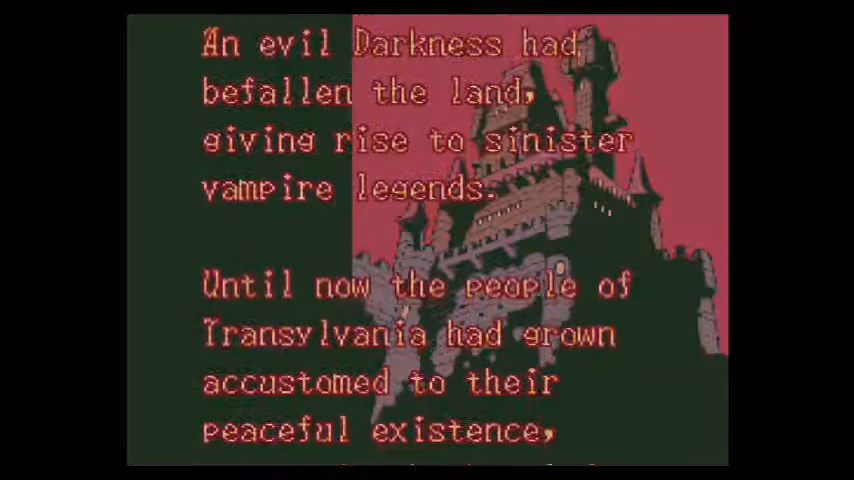 An evil Darkness had
befallen the land,
giving rise to sinister
vampire legends.
Until now the people of
Transylvania had grown
accustomed to their
peaceful existence,